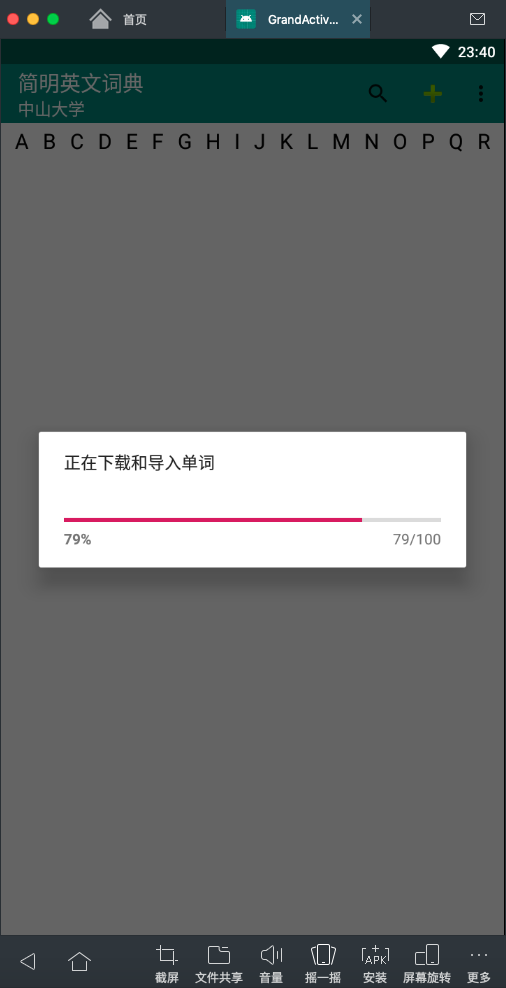 首页
GrandActiv...
23:40
简明英文词典
中山大学
A B C D E F G H I J K L M N O P Q R
正在下载和导入单词
79%
79/100
APK
截屏
文件共享
音量
摇一摇
安装
屏幕旋转
更多